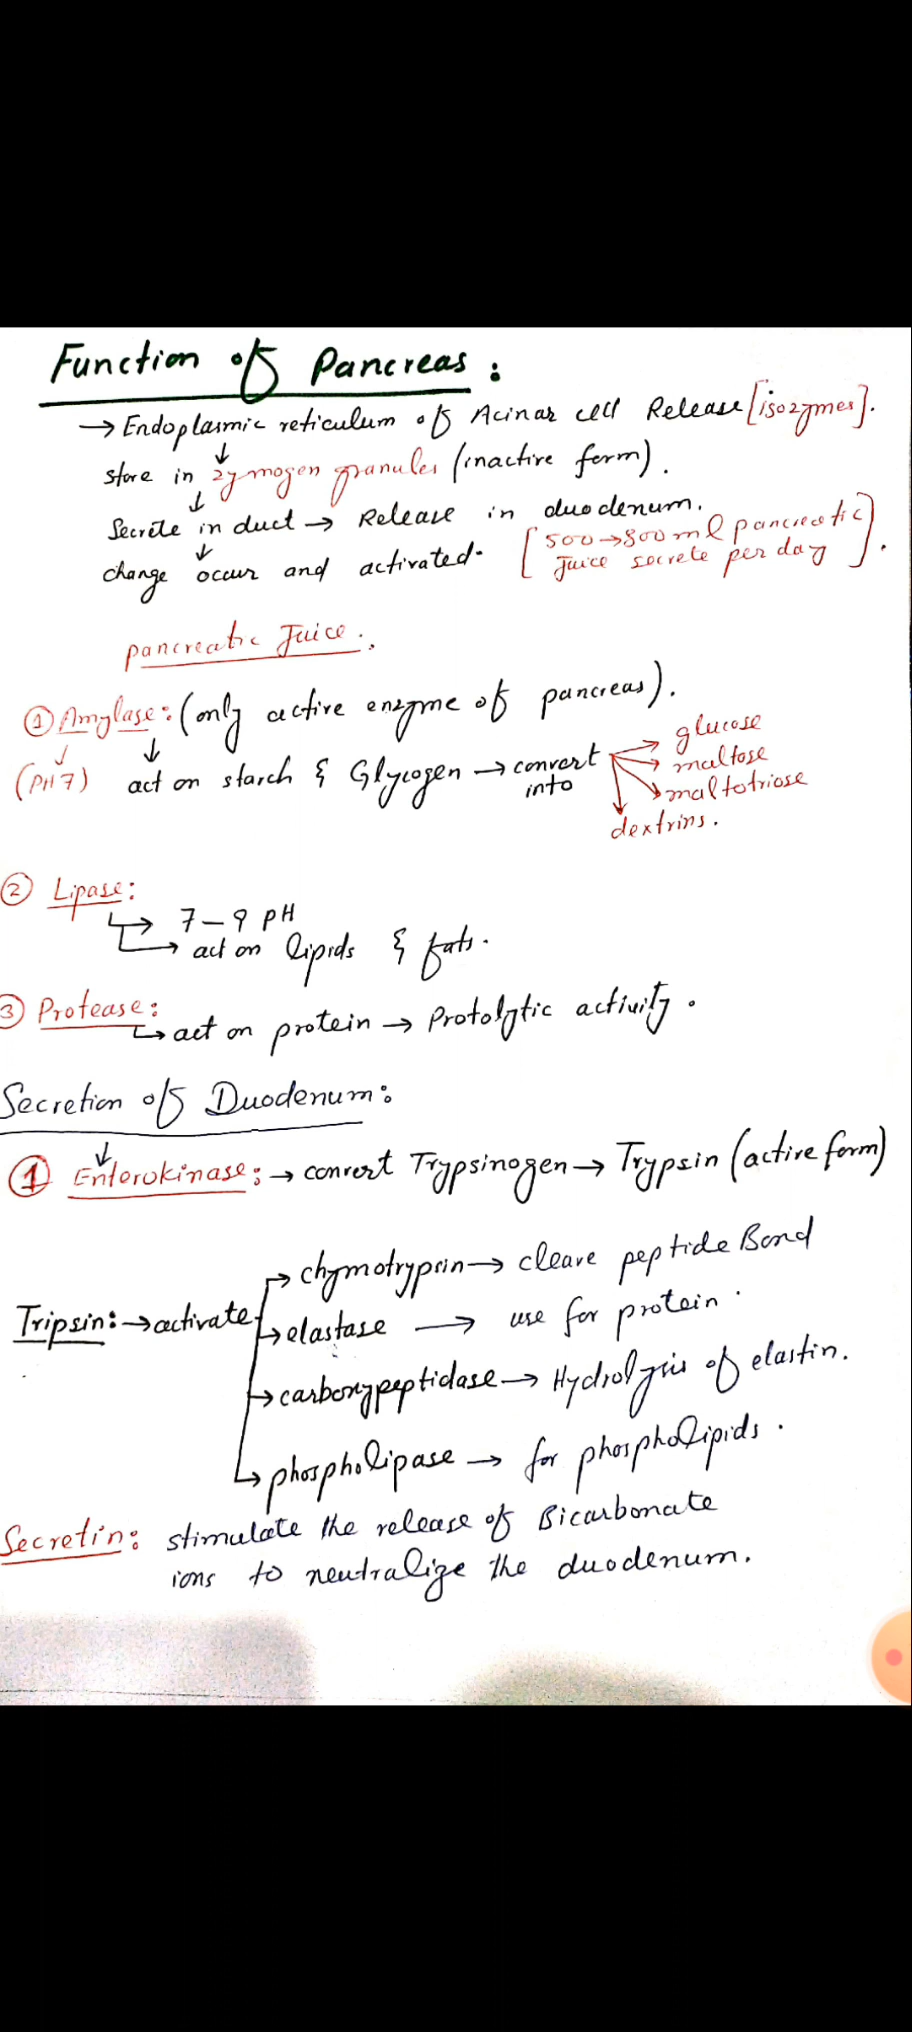 Function of Pancreas :
→ Endoplasmic reticulum of Acinar cell Release [isozymes].
↓
store in zymogen granules (inactive form).
↓
Secrete in duct → Release in duodenum.
↓
change occur and activated. [500→800 ml pancreatic
Juice secrete per day].
pancreatic Juice.
① Amylase: (only active enzyme of pancreas).
↓ ↓
(PH 7) act on starch & Glycogen → convert into
glucose
maltose
maltotriose
dextrins.
② Lipase:
→ 7-9 PH
→ act on lipids & fats.
③ Protease:
↳ act on protein → Protolytic activity.
Secretion of Duodenum:
↓
① Enterokinase: → convert Trypsinogen → Trypsin (active form)
Tripsin: → activate
→ chymotrypsin → cleave peptide Bond
→ elastase → use for protein.
→ carboxypeptidase → Hydrolysis of elastin.
→ phospholipase → for phospholipids.
Secretin: stimulate the release of Bicarbonate
ions to neutralize the duodenum.